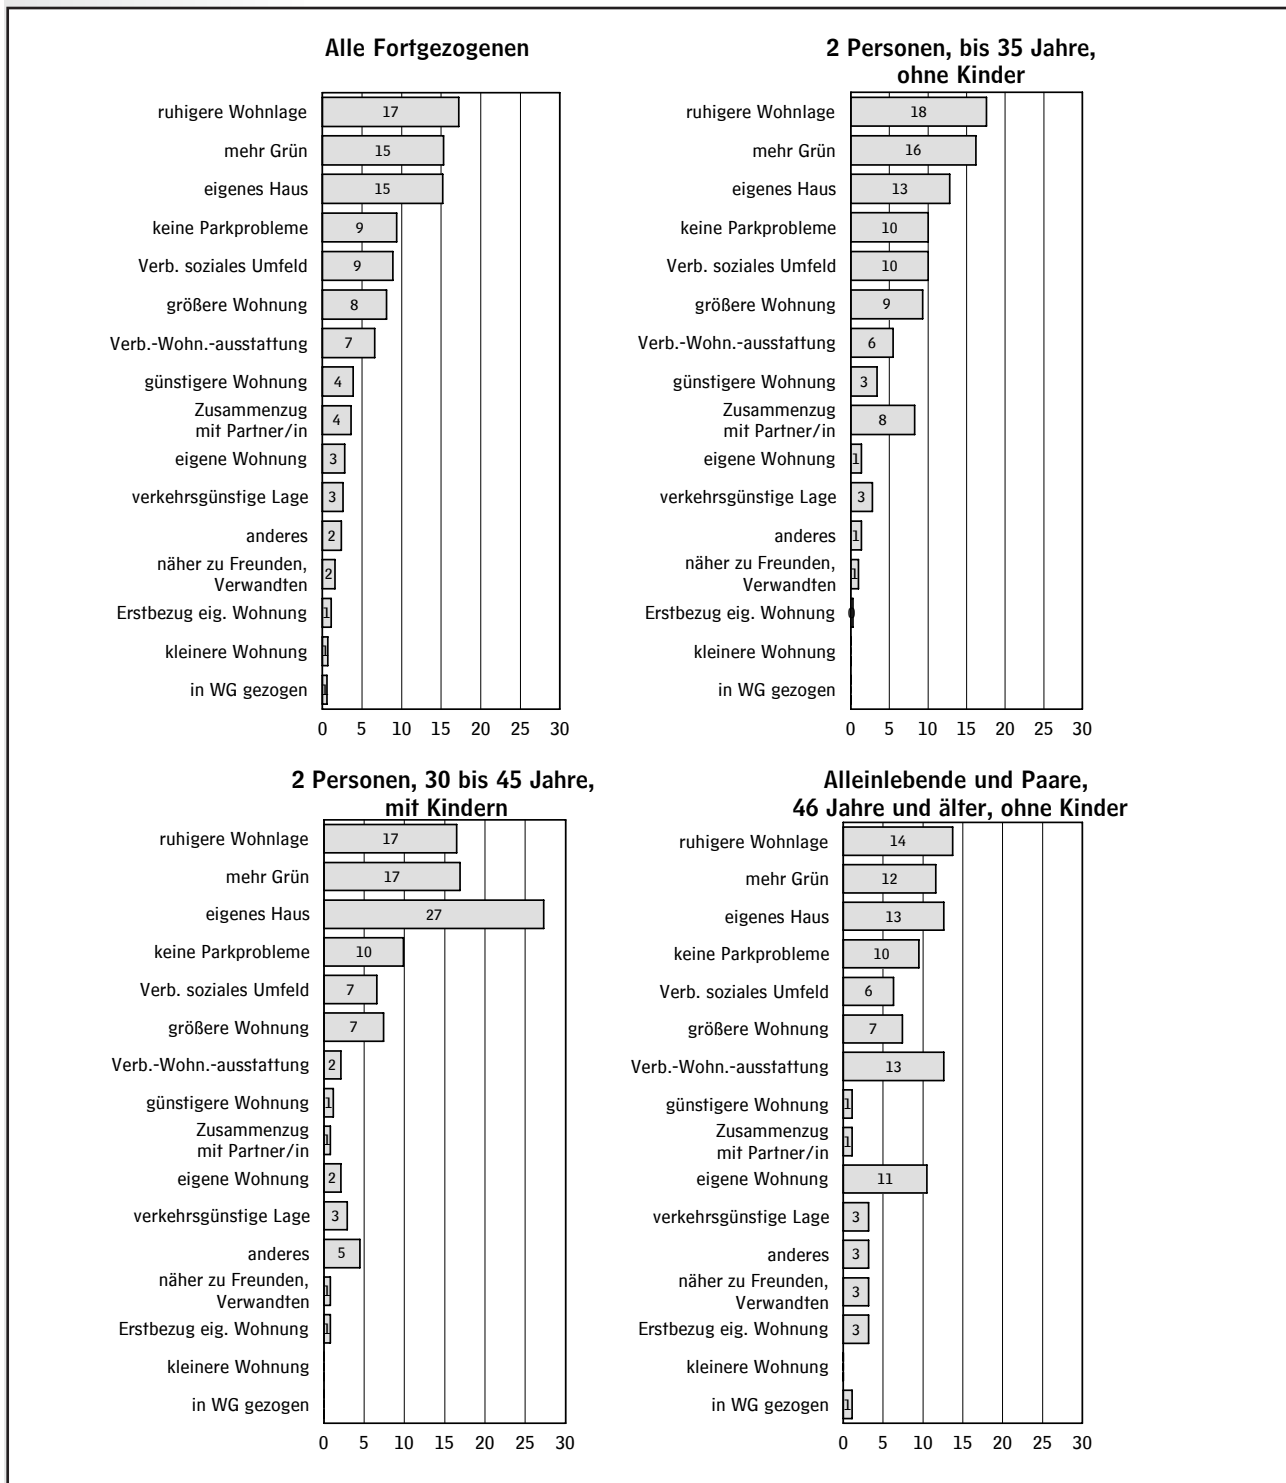 Alle Fortgezogenen
ruhigere Wohnlage 17
mehr Grün 15
eigenes Haus 15
keine Parkprobleme 9
Verb. soziales Umfeld 9
größere Wohnung 8
Verb.-Wohn.-ausstattung 7
günstigere Wohnung 4
Zusammenzug
mit Partner/in 4
eigene Wohnung 3
verkehrsgünstige Lage 3
anderes 2
näher zu Freunden, 2
Verwandten
Erstbezug eig. Wohnung 1
kleinere Wohnung 1
in WG gezogen 1
0 5 10 15 20 25 30
2 Personen, bis 35 Jahre,
ohne Kinder
ruhigere Wohnlage 18
mehr Grün 16
eigenes Haus 13
keine Parkprobleme 10
Verb. soziales Umfeld 10
größere Wohnung 9
Verb.-Wohn.-ausstattung 6
günstigere Wohnung 3
Zusammenzug
mit Partner/in 8
eigene Wohnung 1
verkehrsgünstige Lage 3
anderes 1
näher zu Freunden, 1
Verwandten
Erstbezug eig. Wohnung 0
kleinere Wohnung
in WG gezogen
0 5 10 15 20 25 30
2 Personen, 30 bis 45 Jahre,
mit Kindern
ruhigere Wohnlage 17
mehr Grün 17
eigenes Haus 27
keine Parkprobleme 10
Verb. soziales Umfeld 7
größere Wohnung 7
Verb.-Wohn.-ausstattung 2
günstigere Wohnung 1
Zusammenzug 1
mit Partner/in
eigene Wohnung 2
verkehrsgünstige Lage 3
anderes 5
näher zu Freunden, 1
Verwandten
Erstbezug eig. Wohnung 1
kleinere Wohnung
in WG gezogen
0 5 10 15 20 25 30
Alleinlebende und Paare,
46 Jahre und älter, ohne Kinder
ruhigere Wohnlage 14
mehr Grün 12
eigenes Haus 13
keine Parkprobleme 10
Verb. soziales Umfeld 6
größere Wohnung 7
Verb.-Wohn.-ausstattung 13
günstigere Wohnung 1
Zusammenzug 1
mit Partner/in
eigene Wohnung 11
verkehrsgünstige Lage 3
anderes 3
näher zu Freunden, 3
Verwandten
Erstbezug eig. Wohnung 3
kleinere Wohnung
in WG gezogen 1
0 5 10 15 20 25 30